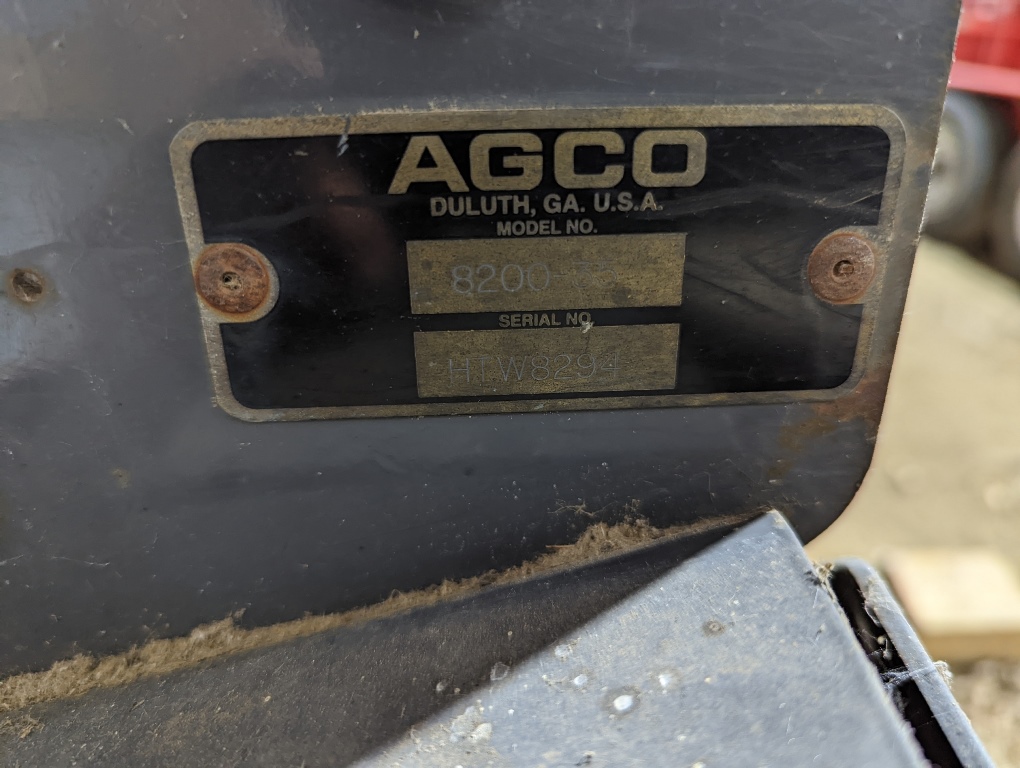 AGCO
DULUTH, GA. U.S.A.
MODEL NO.
8200
SERIAL NO.
HTW8294